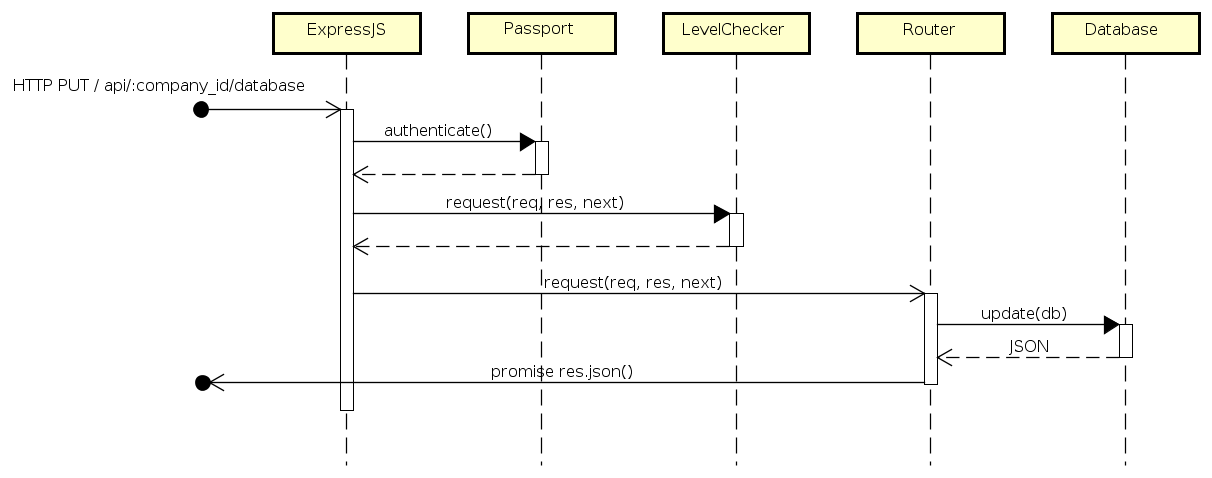 ExpressJS
Passport
LevelChecker
Router
Database
HTTP PUT / api/:company_id/database
authenticate()
request(req, res, next)
request(req, res, next)
update(db)
JSON
promise res.json()